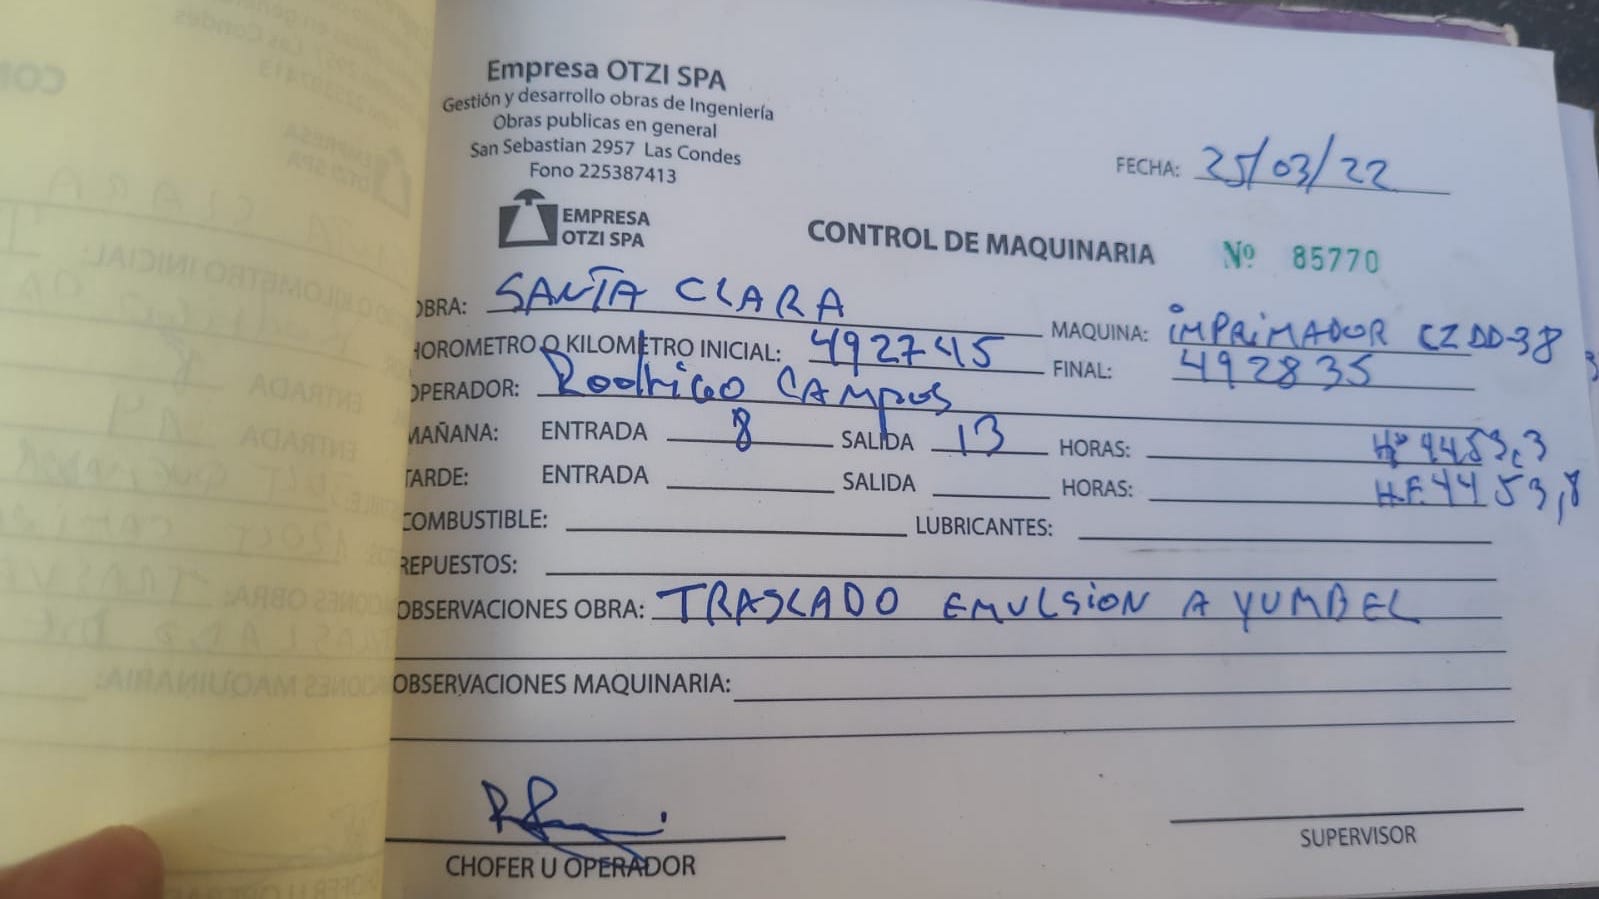 Empresa OTZI SPA
Gestión y desarrollo obras de Ingeniería
Obras publicas en general
San Sebastian 2957 Las Condes
Fono 225387413
FECHA: 25/03/22
EMPRESA
OTZI SPA
CONTROL DE MAQUINARIA Nº 85770
OBRA: SANTA CLARA MAQUINA: IMPRIMADOR CZDD-38
HOROMETRO O KILOMETRO INICIAL: 492745 FINAL: 492835
OPERADOR: Rodrigo CAMPOS
MAÑANA: ENTRADA 8 SALIDA 13 HORAS: 4453,3
TARDE: ENTRADA SALIDA HORAS: H.F. 4453,8
COMBUSTIBLE: LUBRICANTES:
REPUESTOS:
OBSERVACIONES OBRA: TRASLADO EMULSION A YUMBEL
OBSERVACIONES MAQUINARIA:
CHOFER U OPERADOR
SUPERVISOR